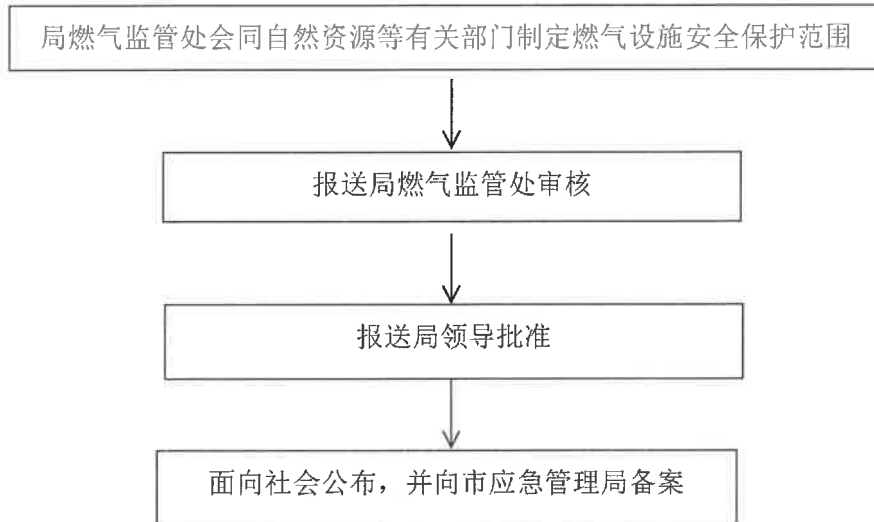 局燃气监管处会同自然资源等有关部门制定燃气设施安全保护范围
报送局燃气监管处审核
报送局领导批准
面向社会公布，并向市应急管理局备案